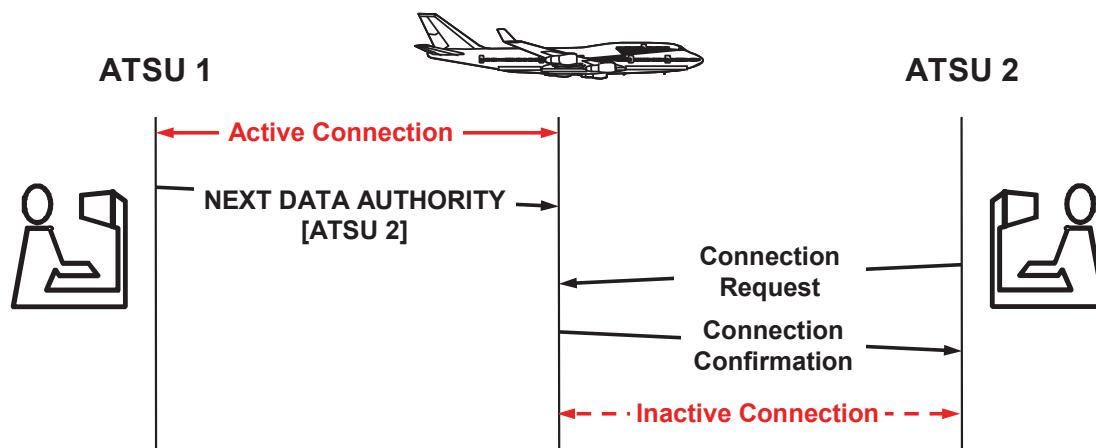 ATSU 1
ATSU 2
Active Connection
NEXT DATA AUTHORITY
[ATSU 2]
Connection
Request
Connection
Confirmation
Inactive Connection